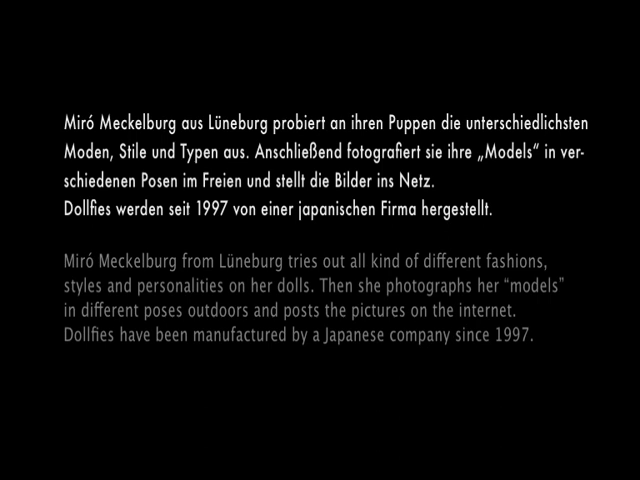 Miró Meckelburg aus Lüneburg probiert an ihren Puppen die unterschiedlichsten
Moden, Stile und Typen aus. Anschließend fotografiert sie ihre „Models“ in ver-
schiedenen Posen im Freien und stellt die Bilder ins Netz.
Dollfies werden seit 1997 von einer japanischen Firma hergestellt.
Miró Meckelburg from Lüneburg tries out all kind of different fashions,
styles and personalities on her dolls. Then she photographs her “models”
in different poses outdoors and posts the pictures on the internet.
Dollfies have been manufactured by a Japanese company since 1997.